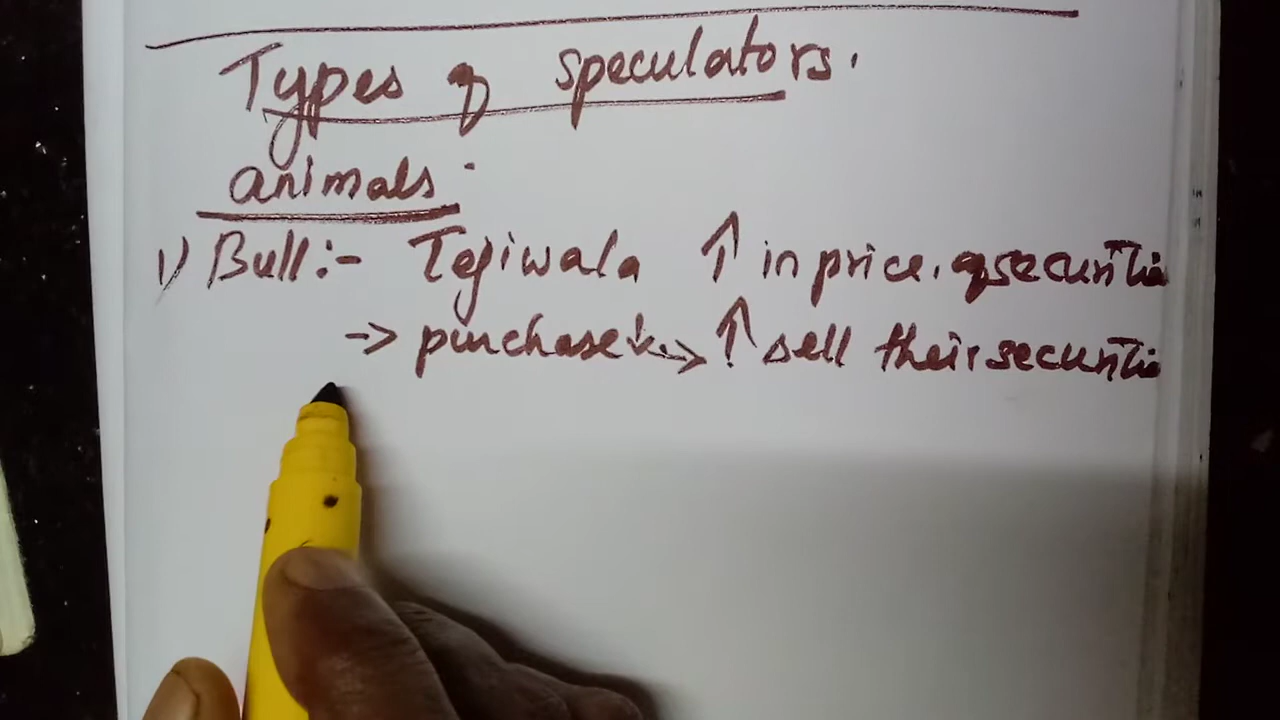 Types of speculators.
animals.
1) Bull:- Tejiwala ↑ in price. of securities
→ purchase → ↑ sell their securities